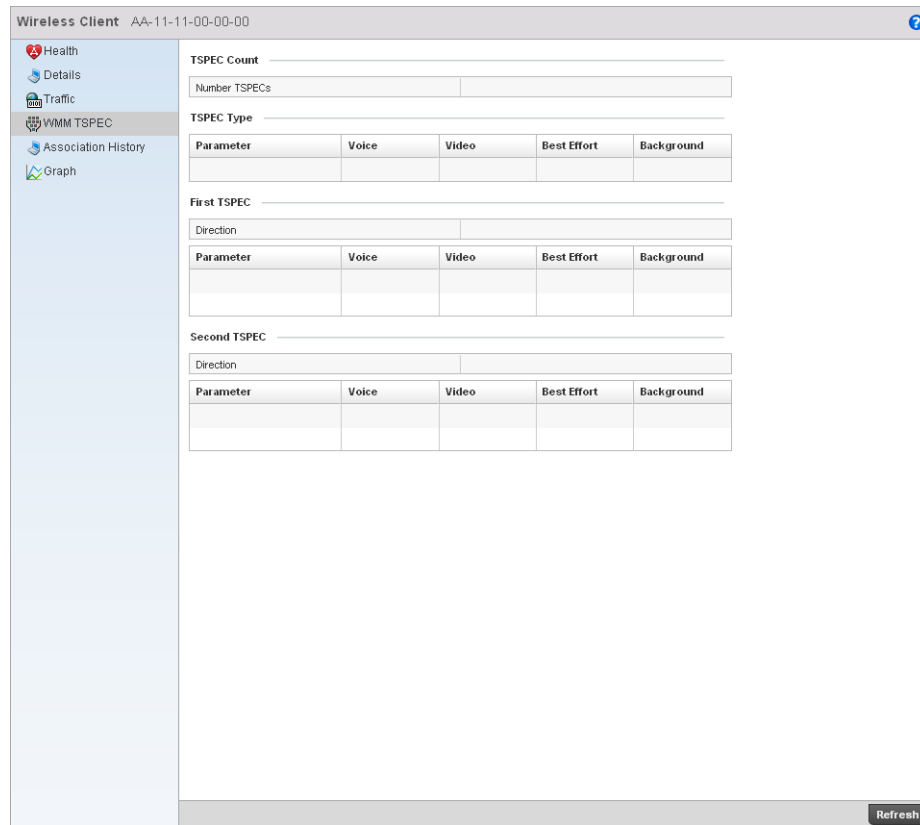 Wireless Client AA-11-11-00-00-00
?
Health
Details
Traffic
WMM TSPEC
Association History
Graph
TSPEC Count
Number TSPECs
TSPEC Type
Parameter Voice Video Best Effort Background
First TSPEC
Direction
Parameter Voice Video Best Effort Background
Second TSPEC
Direction
Parameter Voice Video Best Effort Background
Refresh